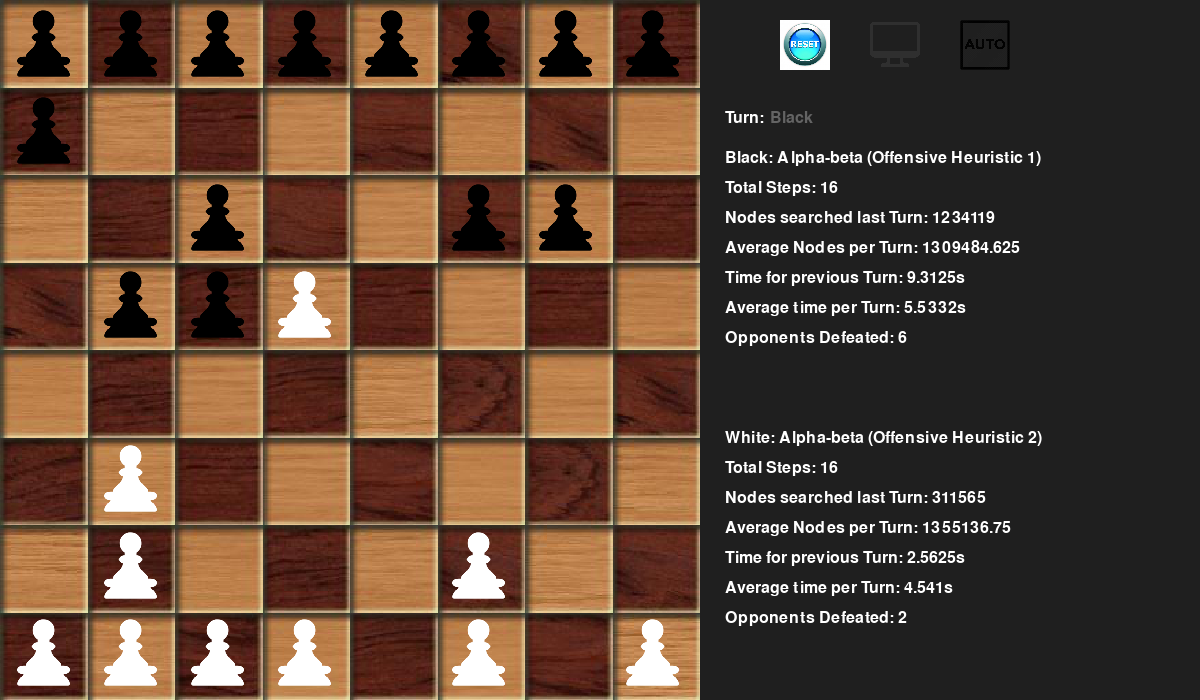 RESET
AUTO
Turn: Black
Black: Alpha-beta (Offensive Heuristic 1)
Total Steps: 16
Nodes searched last Turn: 1234119
Average Nodes per Turn: 1309484.625
Time for previous Turn: 9.3125s
Average time per Turn: 5.5332s
Opponents Defeated: 6
White: Alpha-beta (Offensive Heuristic 2)
Total Steps: 16
Nodes searched last Turn: 311565
Average Nodes per Turn: 1355136.75
Time for previous Turn: 2.5625s
Average time per Turn: 4.541s
Opponents Defeated: 2